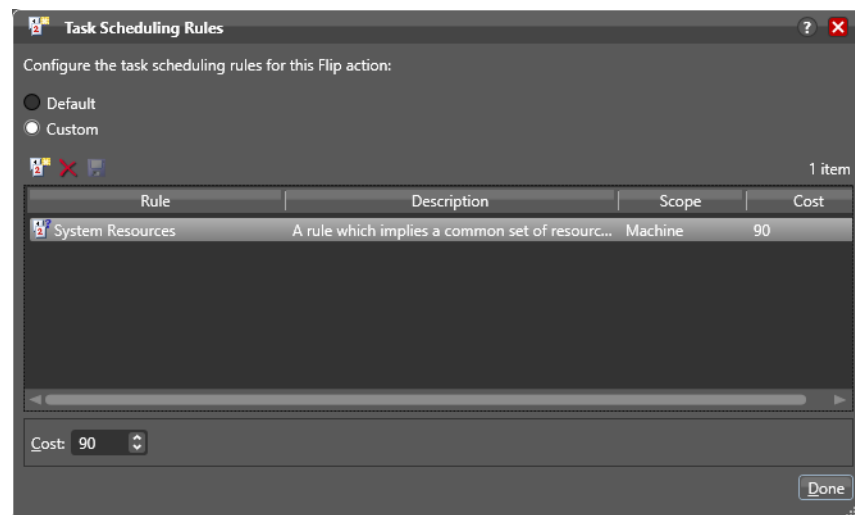 Task Scheduling Rules
Configure the task scheduling rules for this Flip action:
Default
Custom
1 item
Rule Description Scope Cost
System Resources A rule which implies a common set of resourc... Machine 90
Cost: 90
Done